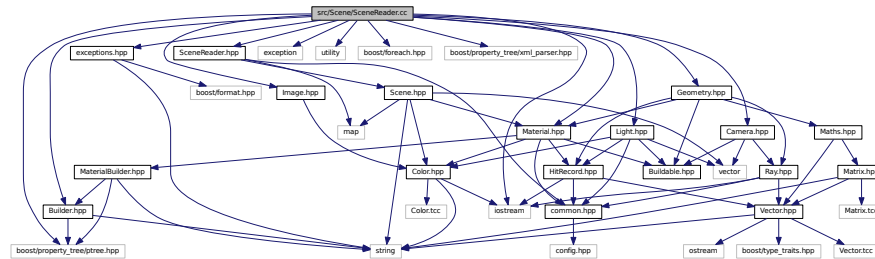 src/Scene/SceneReader.cc
exceptions.hpp
SceneReader.hpp
exception
utility
boost/foreach.hpp
boost/property_tree/xml_parser.hpp
boost/format.hpp
Image.hpp
Scene.hpp
Geometry.hpp
map
Material.hpp
Light.hpp
Camera.hpp
Maths.hpp
MaterialBuilder.hpp
Color.hpp
HitRecord.hpp
Buildable.hpp
vector
Ray.hpp
Matrix.hp
Builder.hpp
Color.tcc
iostream
common.hpp
Vector.hpp
Matrix.tc
boost/property_tree/ptree.hpp
string
config.hpp
ostream
boost/type_traits.hpp
Vector.tcc